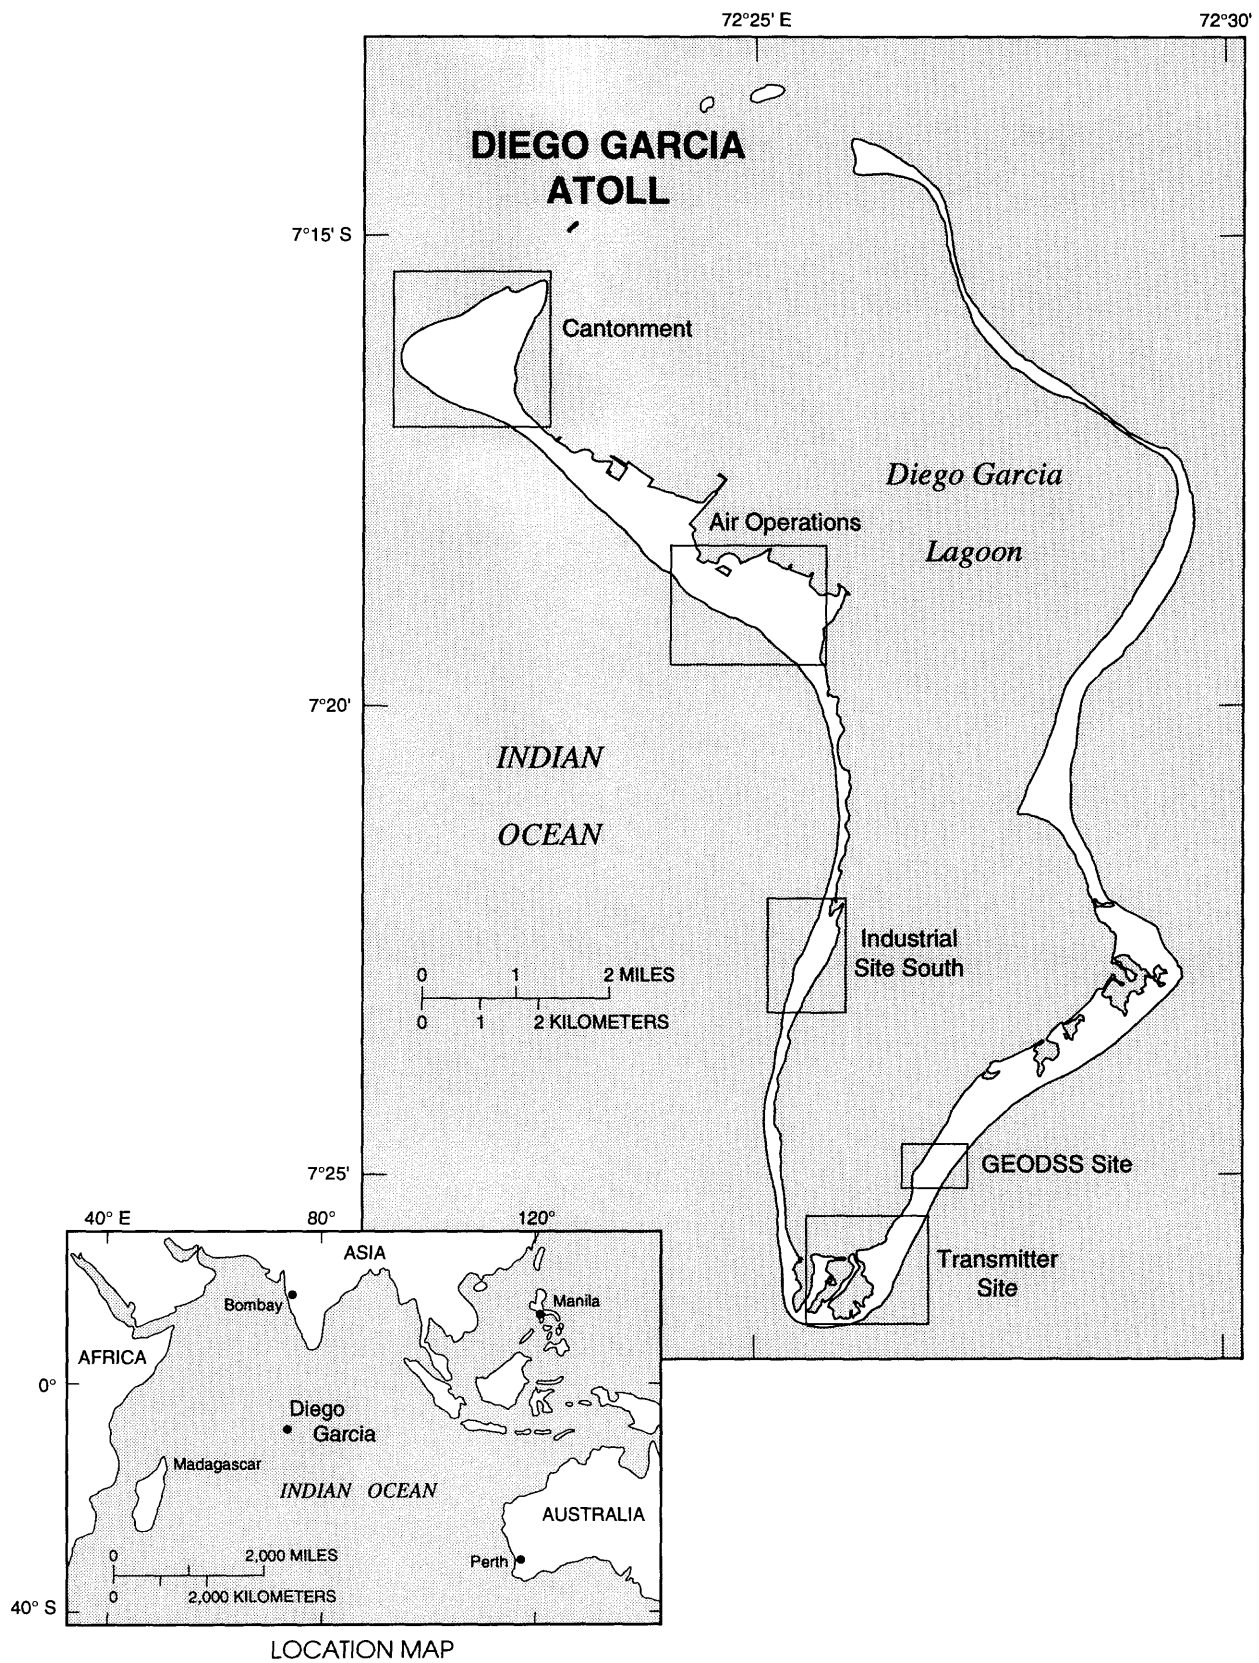 72°25' E
72°30'
DIEGO GARCIA
ATOLL
7°15' S
Cantonment
Diego Garcia
Lagoon
Air Operations
7°20'
INDIAN
OCEAN
Industrial
Site South
0 1 2 MILES
0 1 2 KILOMETERS
7°25'
GEODSS Site
Transmitter
Site
40° E
80°
120°
ASIA
Bombay
Manila
AFRICA
0°
Diego
Garcia
Madagascar
INDIAN OCEAN
AUSTRALIA
0 2,000 MILES
Perth
0 2,000 KILOMETERS
40° S
LOCATION MAP